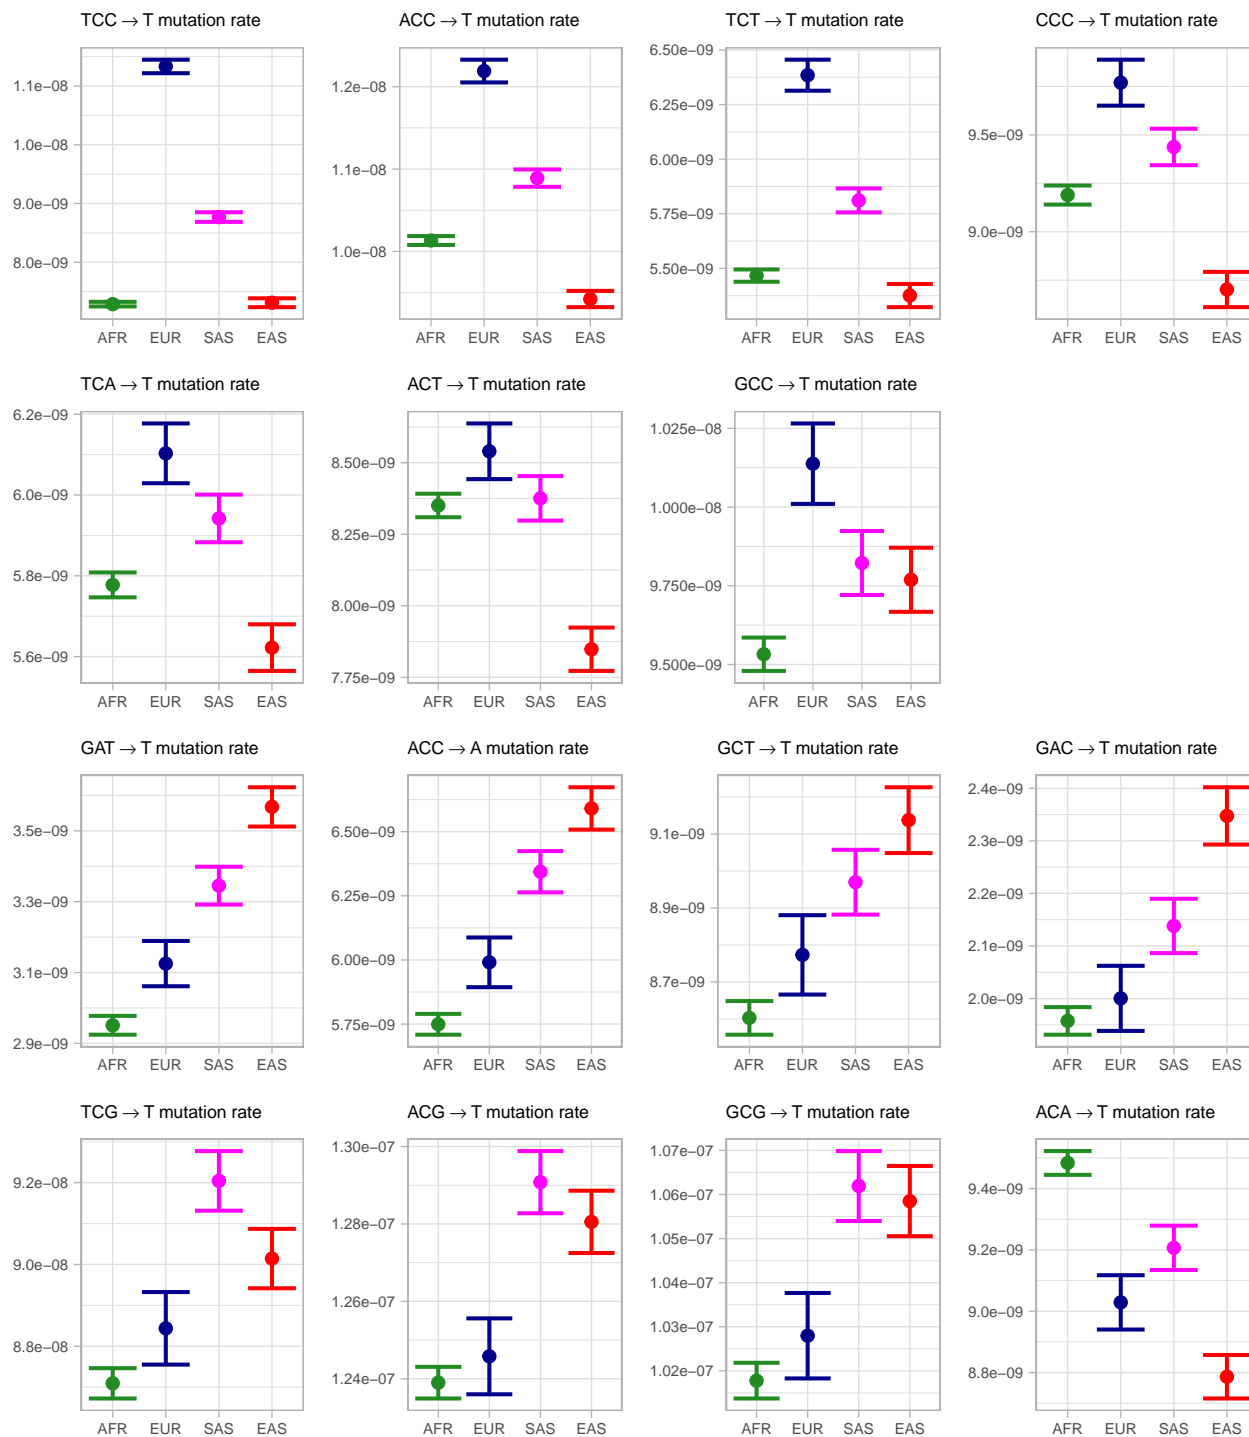 TCC → T mutation rate
1.1e−08
1.0e−08
9.0e−09
8.0e−09
AFR EUR SAS EAS
ACC → T mutation rate
1.2e−08
1.1e−08
1.0e−08
AFR EUR SAS EAS
TCT → T mutation rate
6.50e−09
6.25e−09
6.00e−09
5.75e−09
5.50e−09
AFR EUR SAS EAS
CCC → T mutation rate
9.5e−09
9.0e−09
AFR EUR SAS EAS
TCA → T mutation rate
6.2e−09
6.0e−09
5.8e−09
5.6e−09
AFR EUR SAS EAS
ACT → T mutation rate
8.50e−09
8.25e−09
8.00e−09
7.75e−09
AFR EUR SAS EAS
GCC → T mutation rate
1.025e−08
1.000e−08
9.750e−09
9.500e−09
AFR EUR SAS EAS
GAT → T mutation rate
3.5e−09
3.3e−09
3.1e−09
2.9e−09
AFR EUR SAS EAS
ACC → A mutation rate
6.50e−09
6.25e−09
6.00e−09
5.75e−09
AFR EUR SAS EAS
GCT → T mutation rate
9.1e−09
8.9e−09
8.7e−09
AFR EUR SAS EAS
GAC → T mutation rate
2.4e−09
2.3e−09
2.2e−09
2.1e−09
2.0e−09
AFR EUR SAS EAS
TCG → T mutation rate
9.2e−08
9.0e−08
8.8e−08
AFR EUR SAS EAS
ACG → T mutation rate
1.30e−07
1.28e−07
1.26e−07
1.24e−07
AFR EUR SAS EAS
GCG → T mutation rate
1.07e−07
1.06e−07
1.05e−07
1.04e−07
1.03e−07
1.02e−07
AFR EUR SAS EAS
ACA → T mutation rate
9.4e−09
9.2e−09
9.0e−09
8.8e−09
AFR EUR SAS EAS